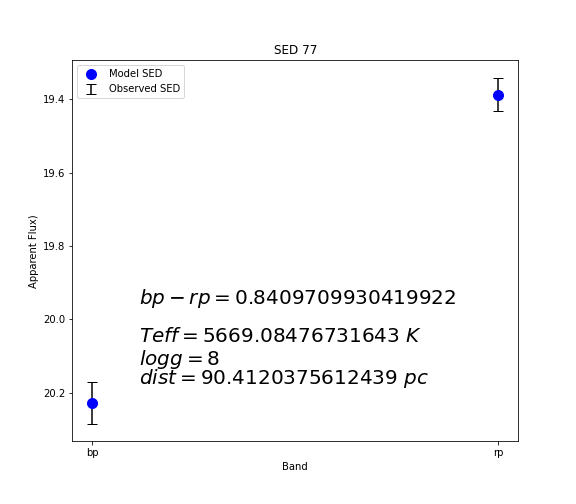 SED 77
Model SED
Observed SED
Apparent Flux)
19.4
19.6
19.8
20.0
20.2
bp − rp = 0.8409709930419922
Teff = 5669.08476731643 K
logg = 8
dist = 90.4120375612439 pc
bp
rp
Band